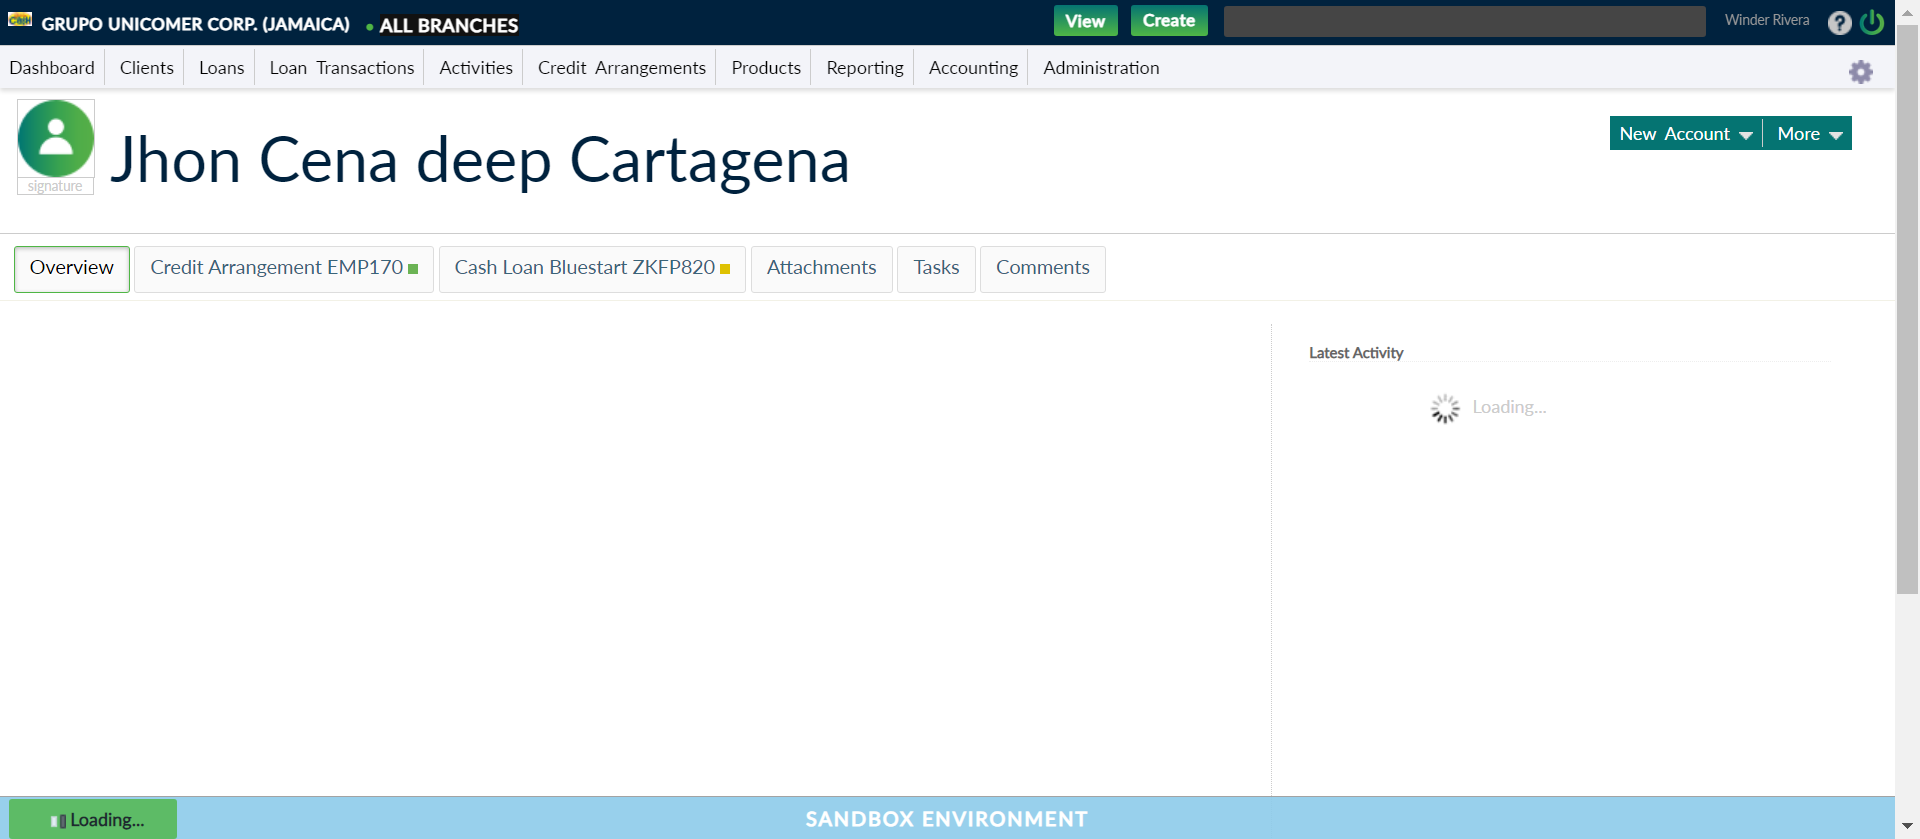 Cash GRUPO UNICOMER CORP. (JAMAICA) • ALL BRANCHES View Create Winder Rivera ?
Dashboard Clients Loans Loan Transactions Activities Credit Arrangements Products Reporting Accounting Administration
signature
Jhon Cena deep Cartagena
New Account More
Overview Credit Arrangement EMP170 Cash Loan Bluestart ZKFP820 Attachments Tasks Comments
Latest Activity
Loading...
Loading... SANDBOX ENVIRONMENT